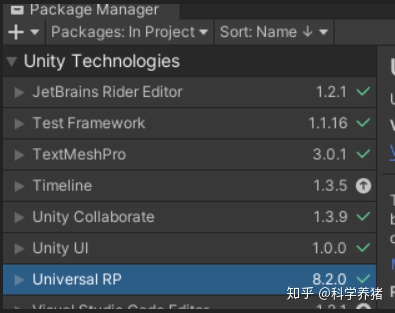 Package Manager
+ Packages: In Project Sort: Name ↓
Unity Technologies
JetBrains Rider Editor 1.2.1
Test Framework 1.1.16
TextMeshPro 3.0.1
Timeline 1.3.5
Unity Collaborate 1.3.9
Unity UI 1.0.0
Universal RP 8.2.0
Visual Studio Code Editor
知乎 @科学养猪